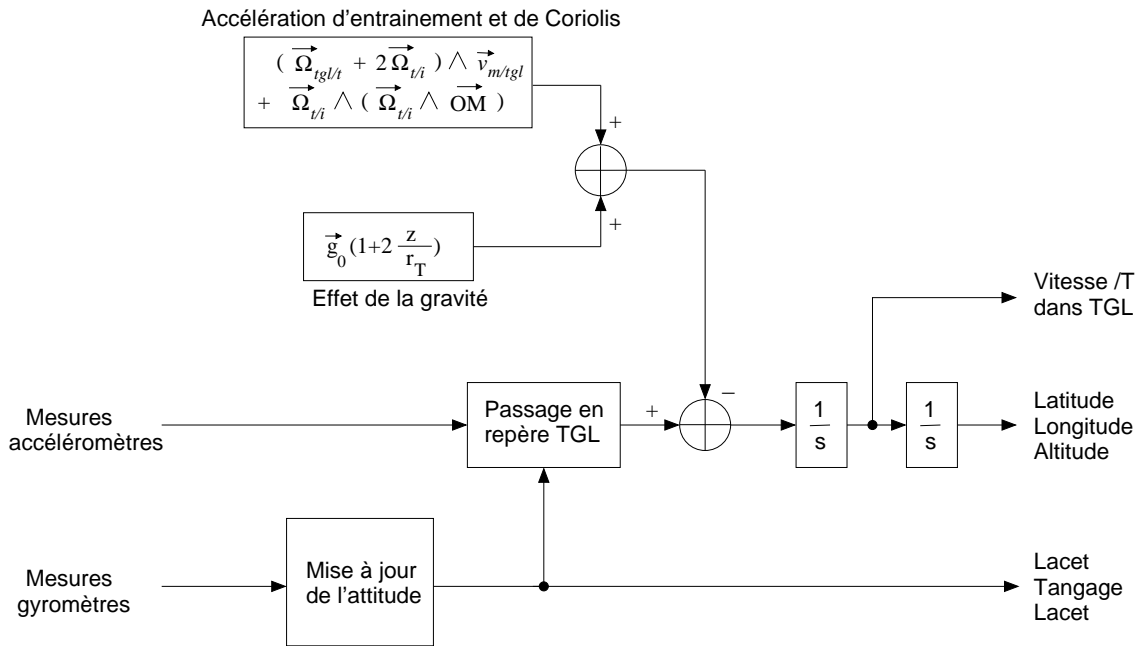 Accélération d'entrainement et de Coriolis
( Ω tgl/t + 2 Ω t/i ) ∧ v m/tgl
+ Ω t/i ∧ ( Ω t/i ∧ OM )
+
+
g 0 (1+2 z / r T )
Effet de la gravité
Vitesse /T
dans TGL
Mesures
accéléromètres
Passage en
repère TGL
+
−
1
s
1
s
Latitude
Longitude
Altitude
Mesures
gyromètres
Mise à jour
de l'attitude
Lacet
Tangage
Lacet